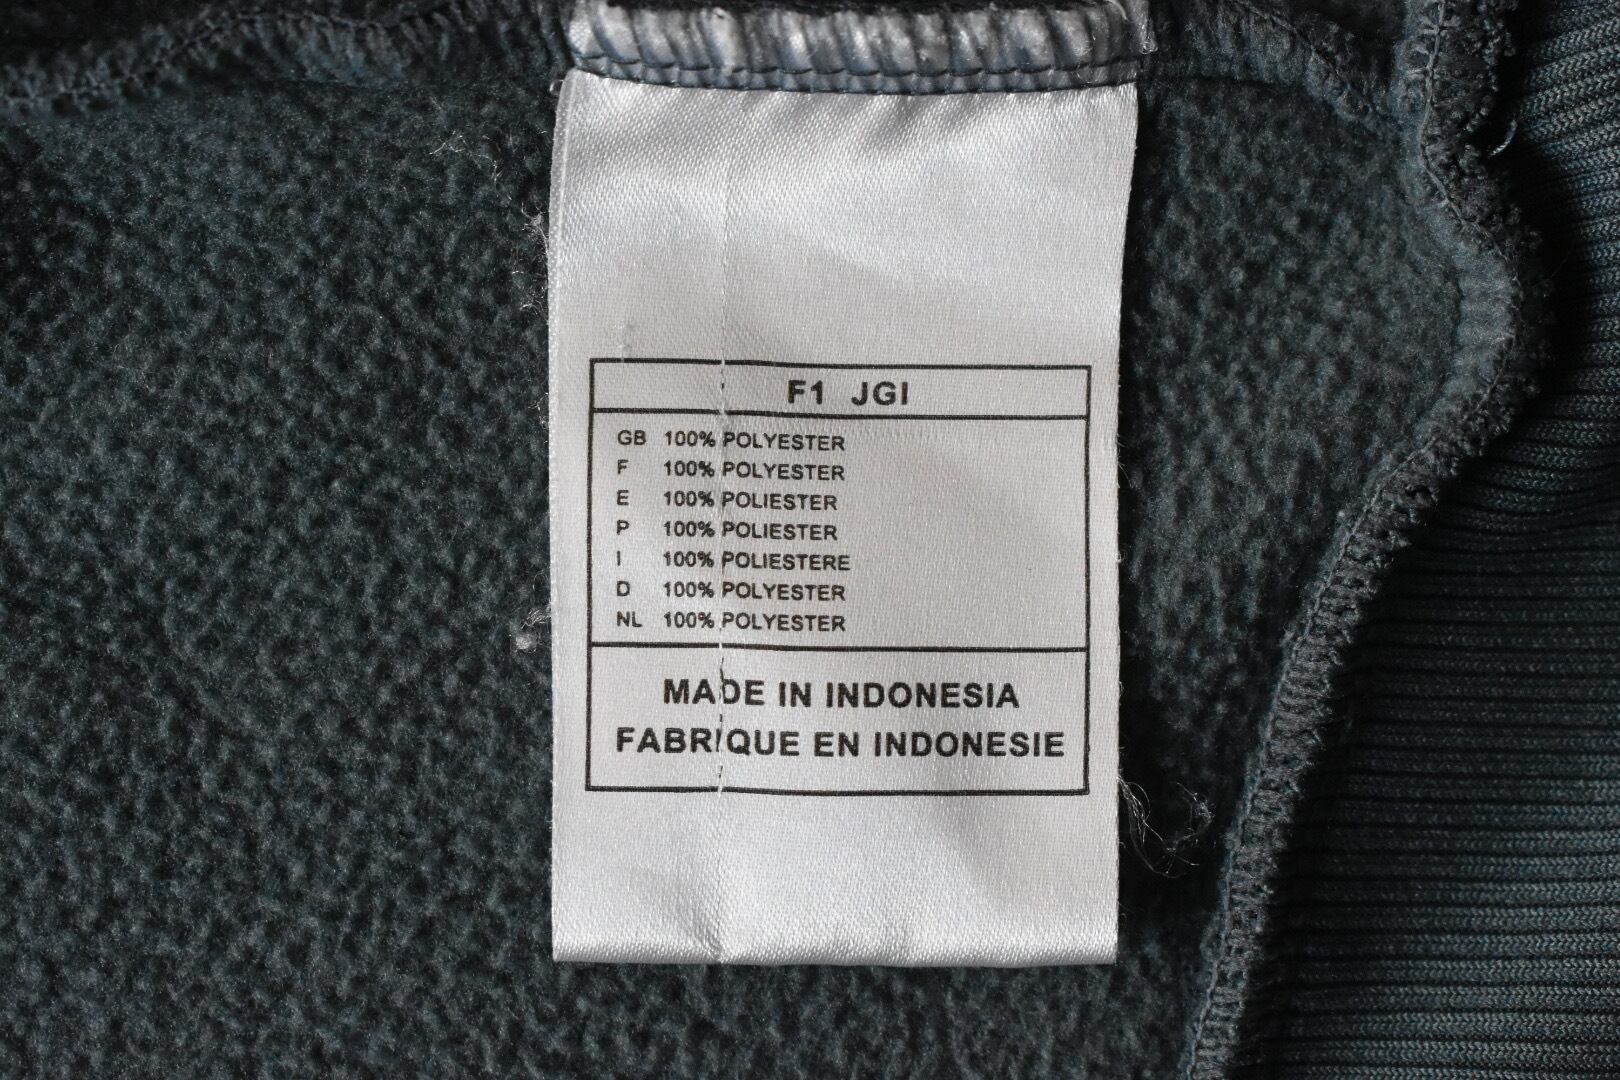 F1 JGI
GB 100% POLYESTER
F 100% POLYESTER
E 100% POLIESTER
P 100% POLIESTER
I 100% POLIESTERE
D 100% POLYESTER
NL 100% POLYESTER
MADE IN INDONESIA
FABRIQUE EN INDONESIE